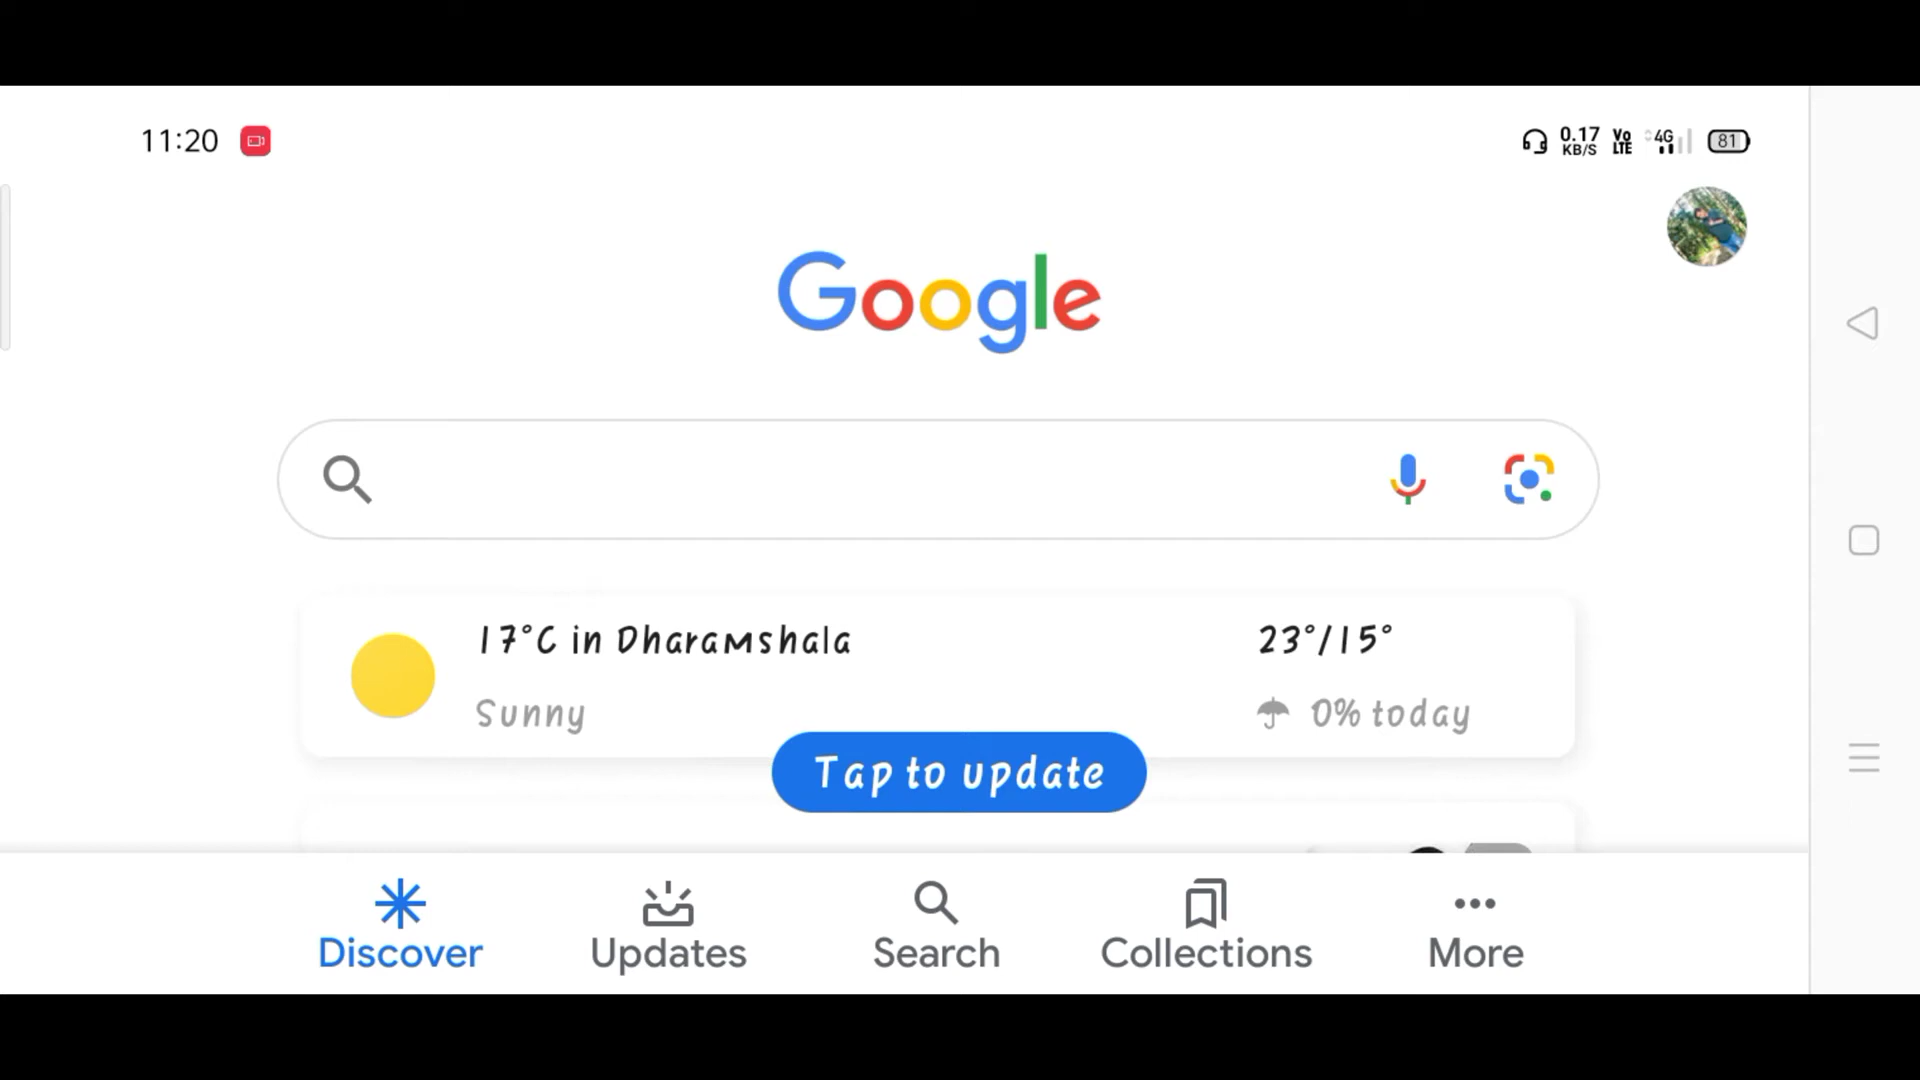 11:20
0.17
KB/S
Vo
LTE
4G
81
Google
17°C in Dharamshala
23°/15°
Sunny
0% today
Tap to update
Discover
Updates
Search
Collections
More